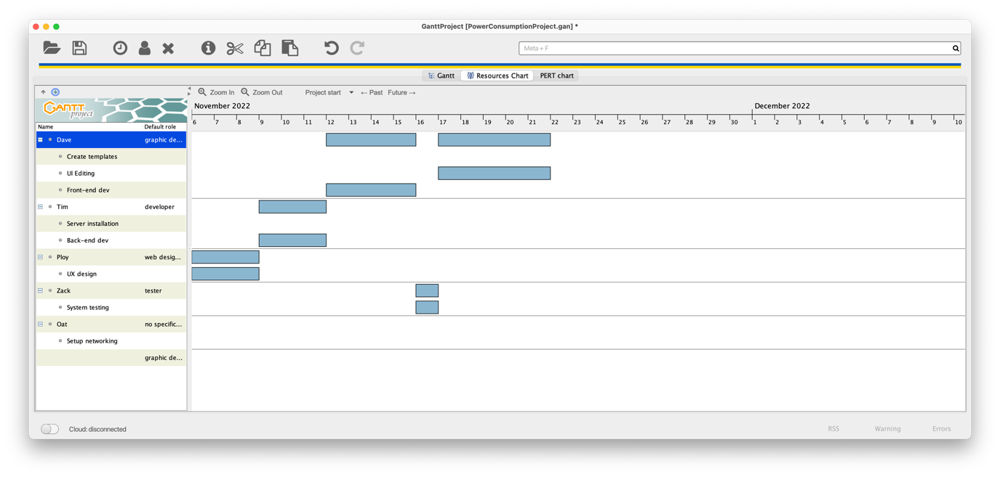 GanttProject [PowerConsumptionProject.gan] *
Meta + F
Gantt Resources Chart PERT chart
Zoom In Zoom Out Project start ← Past Future →
GANTT project
November 2022 December 2022
Name Default role
6 7 8 9 10 11 12 13 14 15 16 17 18 19 20 21 22 23 24 25 26 27 28 29 30 1 2 3 4 5 6 7 8 9 10
Dave graphic de...
Create templates
UI Editing
Front-end dev
Tim developer
Server installation
Back-end dev
Ploy web desig...
UX design
Zack tester
System testing
Oat no specific...
Setup networking
graphic de...
Cloud: disconnected RSS Warning Errors